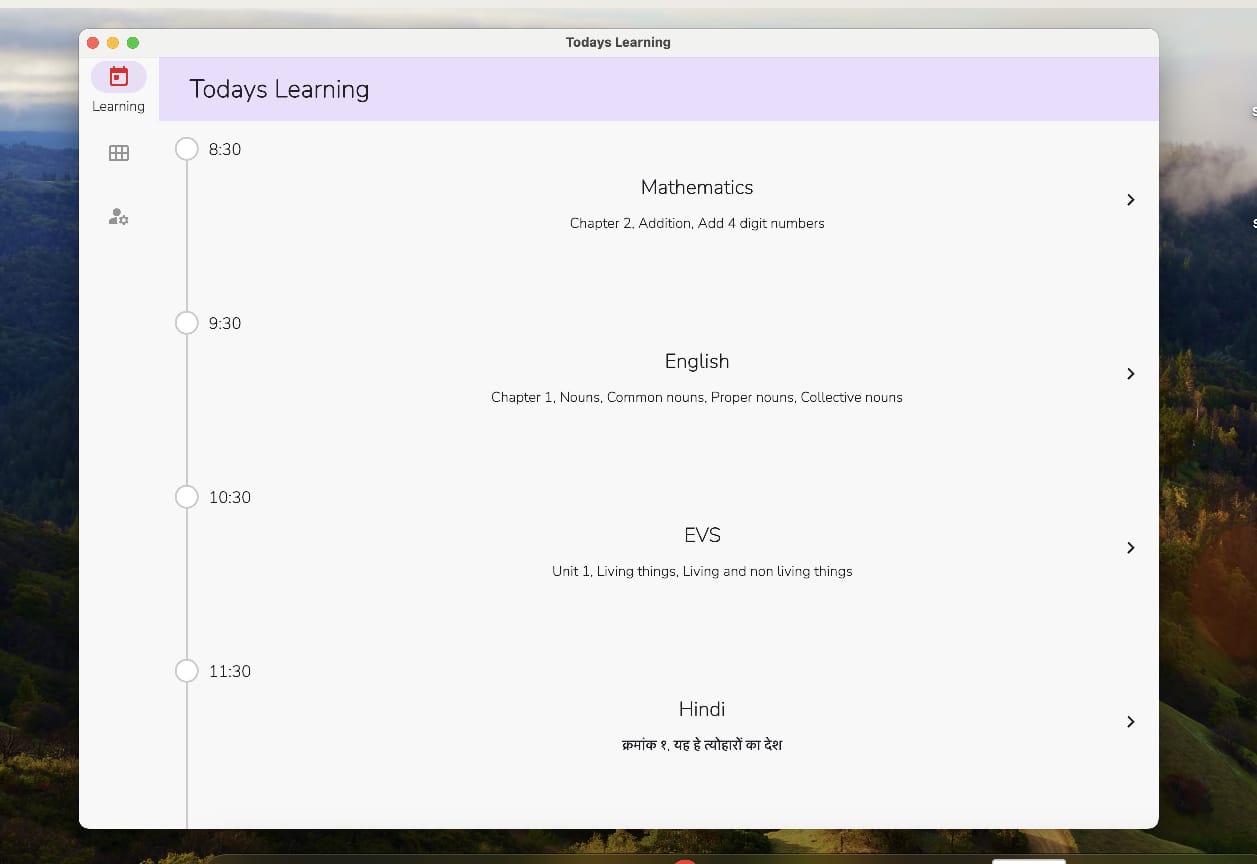 Todays Learning
Learning
Todays Learning
8:30
Mathematics
Chapter 2, Addition, Add 4 digit numbers
9:30
English
Chapter 1, Nouns, Common nouns, Proper nouns, Collective nouns
10:30
EVS
Unit 1, Living things, Living and non living things
11:30
Hindi
क्रमांक १, यह हे त्योहारों का देश